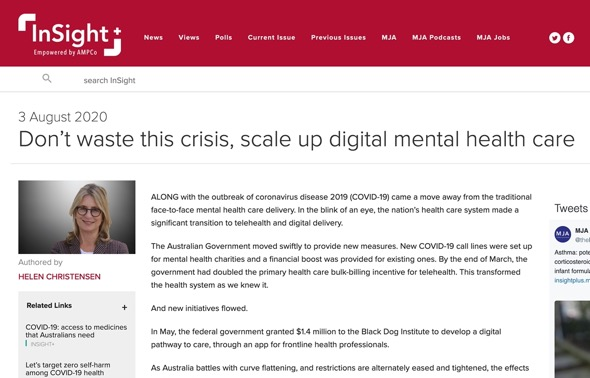 InSight+
Empowered by AMPCo
News Views Polls Current Issue Previous Issues MJA MJA Podcasts MJA Jobs
search InSight
3 August 2020
Don't waste this crisis, scale up digital mental health care
Authored by
HELEN CHRISTENSEN
Related Links +
COVID-19: access to medicines
that Australians need
INSIGHT+
Let's target zero self-harm
among COVID-19 health
ALONG with the outbreak of coronavirus disease 2019 (COVID-19) came a move away from the traditional
face-to-face mental health care delivery. In the blink of an eye, the nation's health care system made a
significant transition to telehealth and digital delivery.
The Australian Government moved swiftly to provide new measures. New COVID-19 call lines were set up
for mental health charities and a financial boost was provided for existing ones. By the end of March, the
government had doubled the primary health care bulk-billing incentive for telehealth. This transformed
the health system as we knew it.
And new initiatives flowed.
In May, the federal government granted $1.4 million to the Black Dog Institute to develop a digital
pathway to care, through an app for frontline health professionals.
As Australia battles with curve flattening, and restrictions are alternately eased and tightened, the effects
Tweets
MJA
MJA
@the
Asthma: pote
corticosteroid
infant formula
insightplus.m